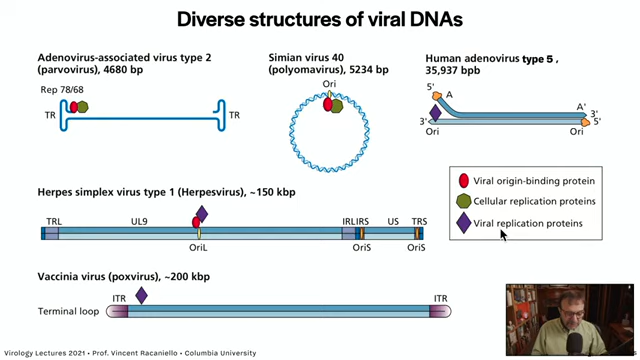 Diverse structures of viral DNAs
Adenovirus-associated virus type 2
(parvovirus), 4680 bp
Rep 78/68
TR
TR
Simian virus 40
(polyomavirus), 5234 bp
Ori
Human adenovirus type 5 ,
35,937 bpb
5'
A
A'
3'
3'
5'
Ori
Ori
Viral origin-binding protein
Cellular replication proteins
Viral replication proteins
Herpes simplex virus type 1 (Herpesvirus), ~150 kbp
TRL
UL9
IRLIRS
US
TRS
OriL
OriS
OriS
Vaccinia virus (poxvirus), ~200 kbp
ITR
ITR
Terminal loop
Virology Lectures 2021 • Prof. Vincent Racaniello • Columbia University